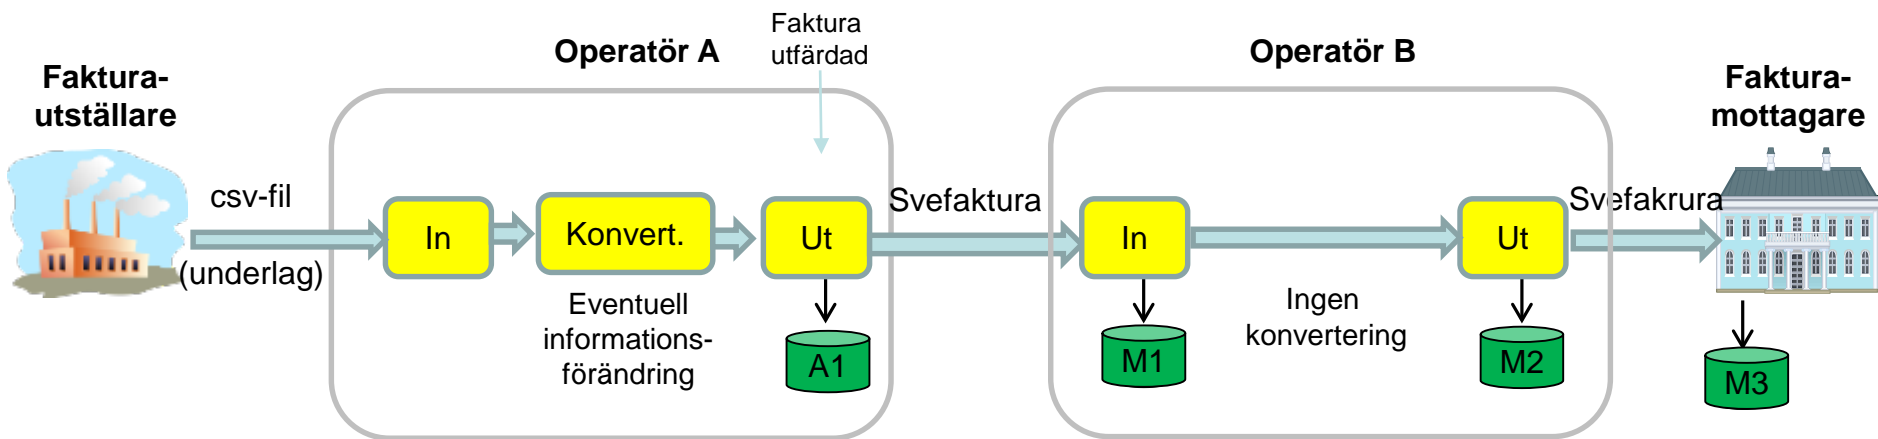 Faktura
utfärdad
Operatör A
Operatör B
Faktura-
utställare
Faktura-
mottagare
csv-fil
(underlag)
In
Konvert.
Ut
Svefaktura
In
Ut
Svefakrura
Eventuell
informations-
förändring
Ingen
konvertering
A1
M1
M2
M3